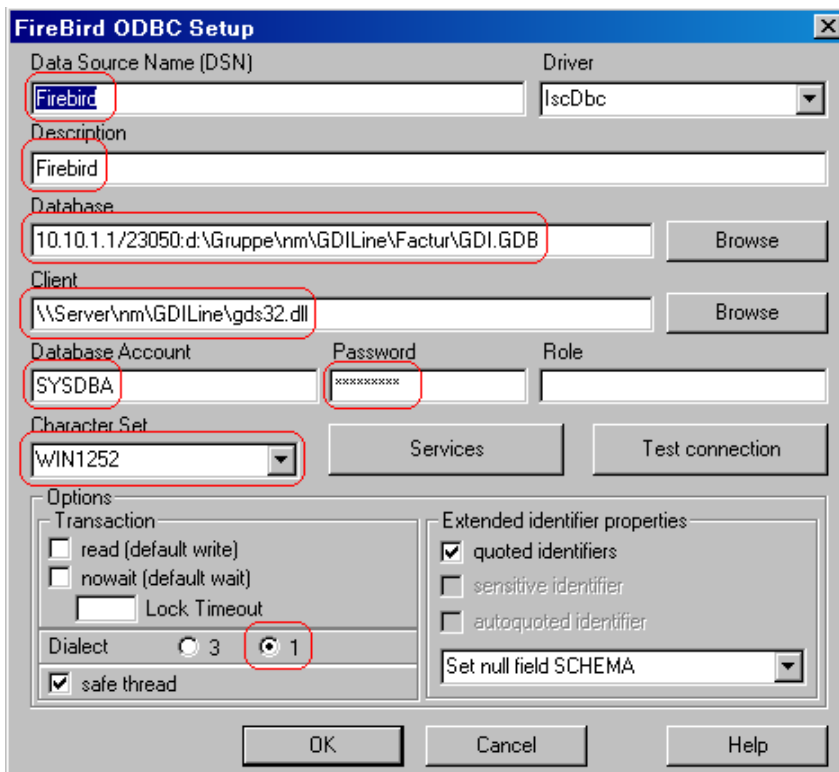 FireBird ODBC Setup
Data Source Name (DSN)
Driver
Firebird
IscDbc
Description
Firebird
Database
10.10.1.1/23050:d:\Gruppe\nm\GDILine\Factur\GDI.GDB
Browse
Client
\\Server\nm\GDILine\gds32.dll
Browse
Database Account
Password
Role
SYSDBA
*********
Character Set
WIN1252
Services
Test connection
Options
Transaction
read (default write)
nowait (default wait)
Lock Timeout
Dialect 3 1
safe thread
Extended identifier properties
quoted identifiers
sensitive identifier
autoquoted identifier
Set null field SCHEMA
OK
Cancel
Help